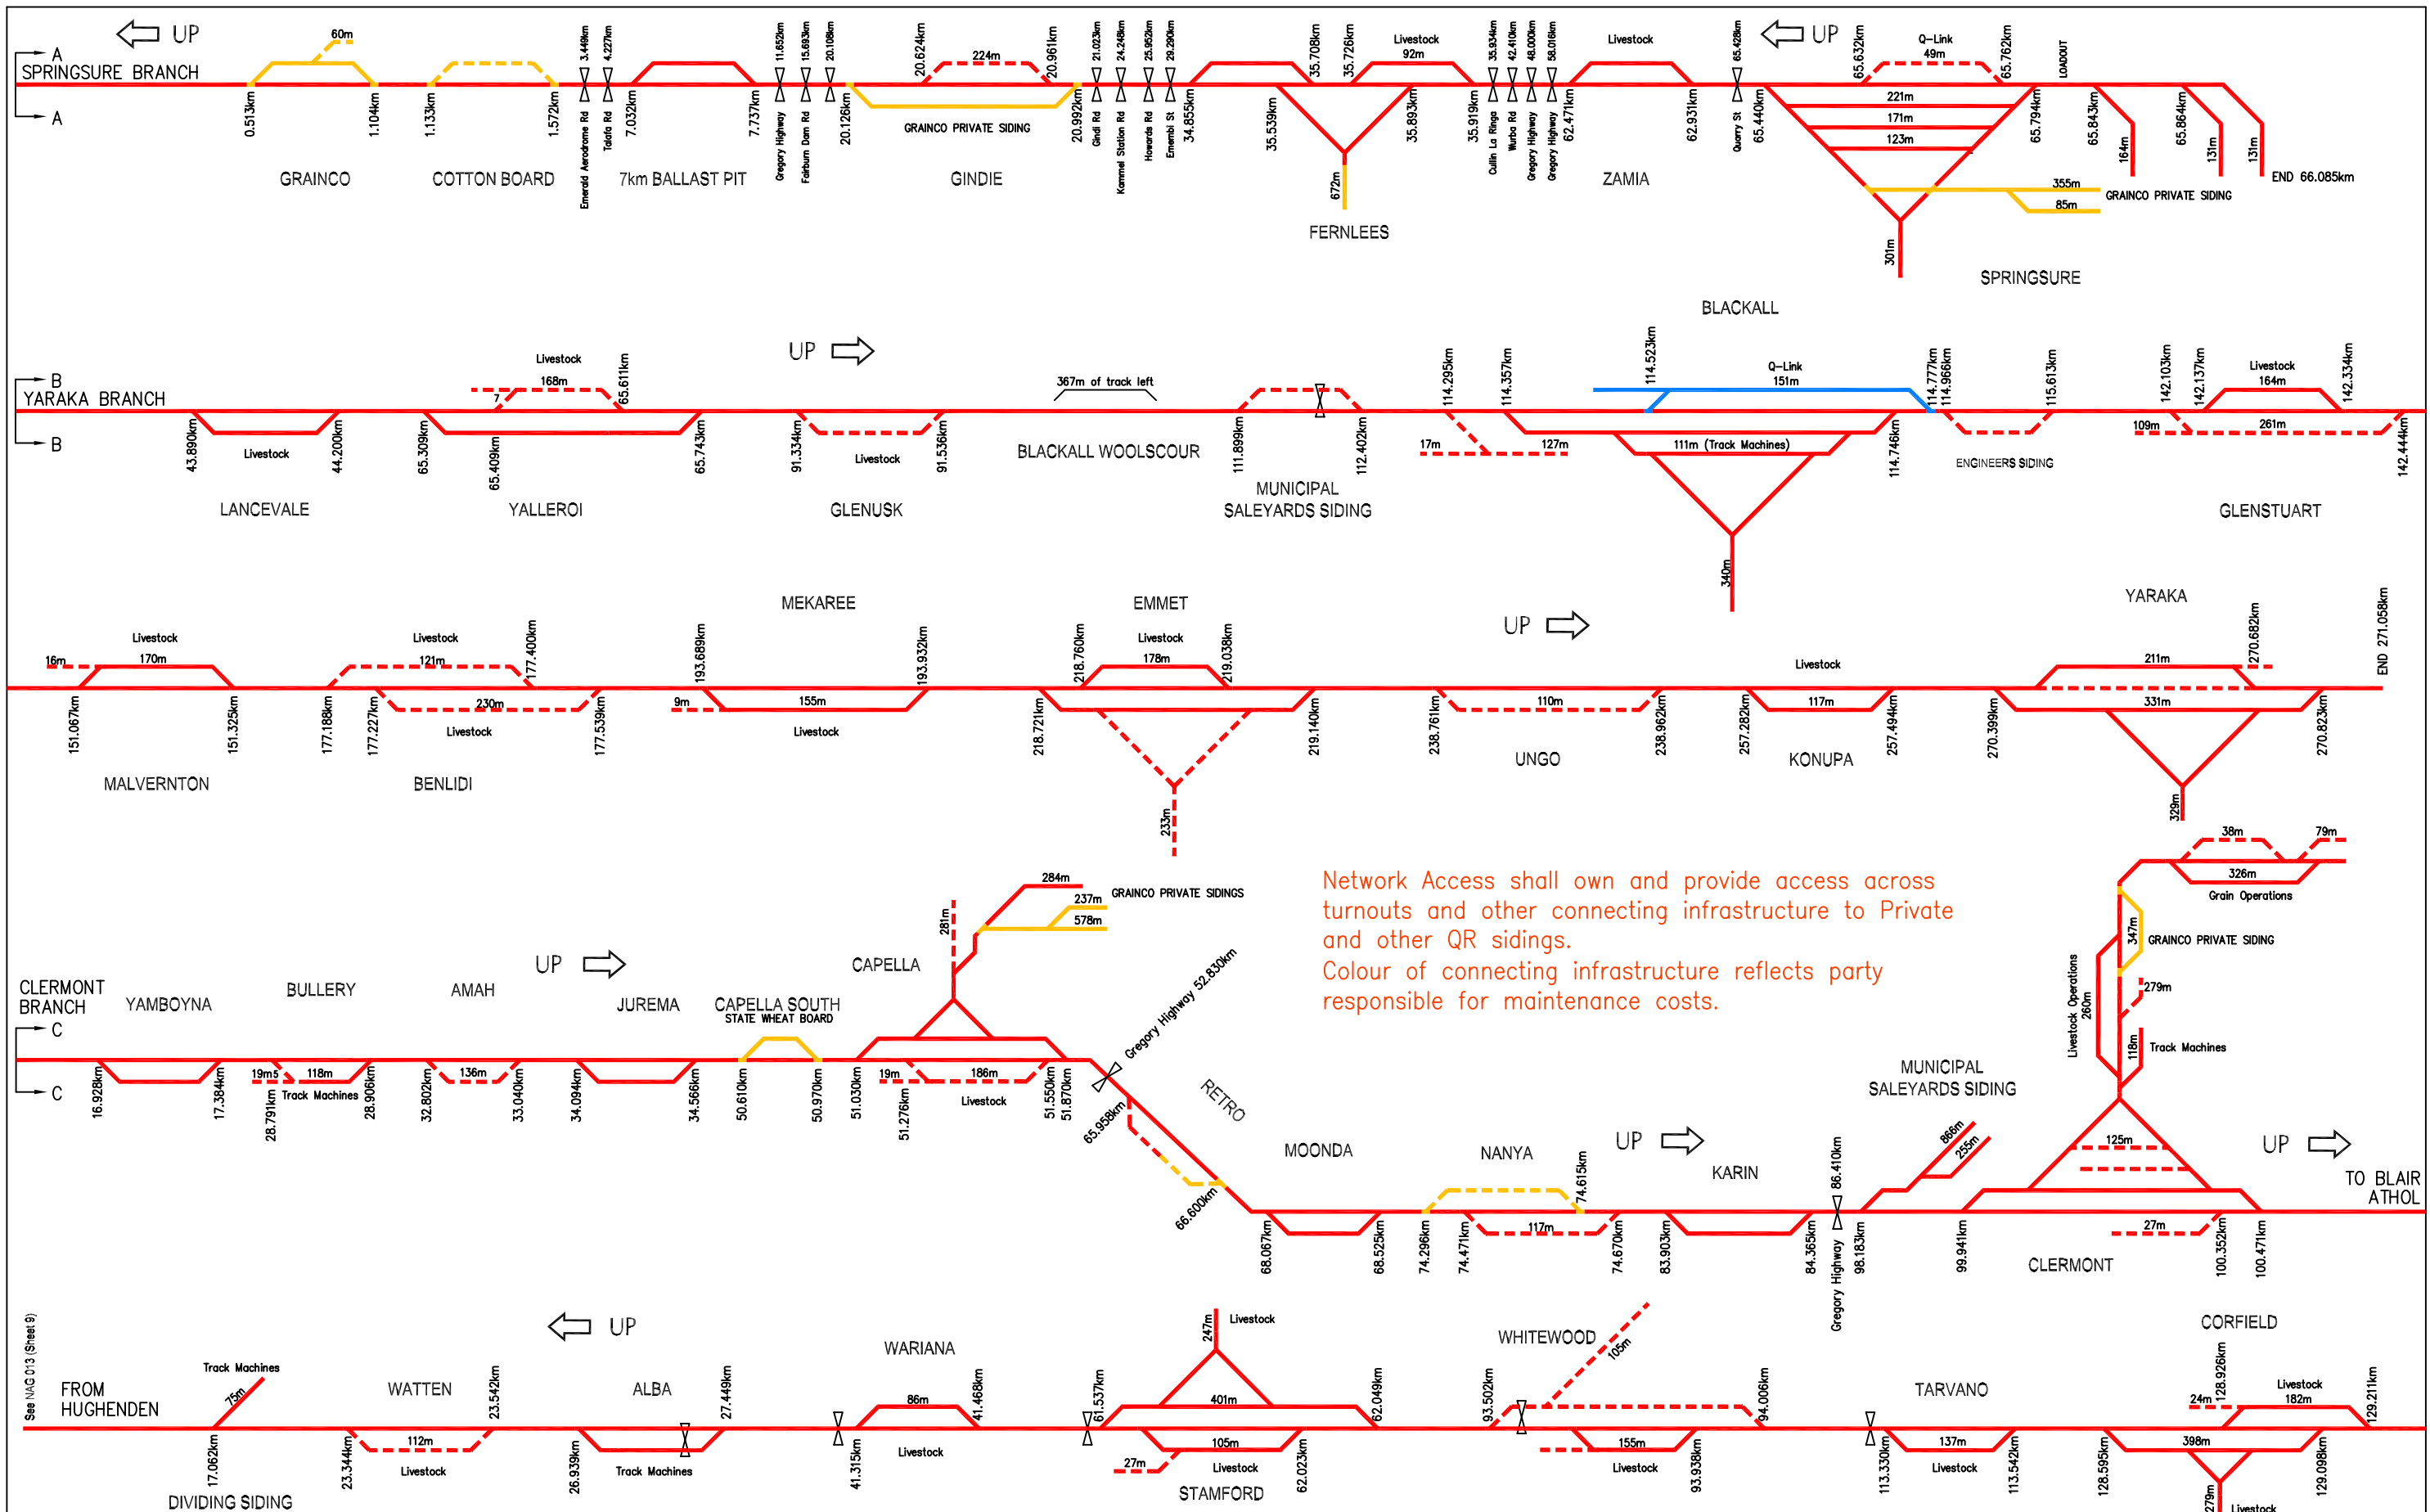 UP
A
SPRINGSURE BRANCH
A
60m
0.513km
1.104km
GRAINCO
1.133km
1.572km
COTTON BOARD
3.449km
Emerald Aerodrome Rd
4.227km
Talafa Rd
7.032km
7.737km
7km BALLAST PIT
11.652km
Gregory Highway
15.693km
Fairburn Dam Rd
20.108km
20.126km
20.624km
224m
20.961km
20.992km
GRAINCO PRIVATE SIDING
GINDIE
21.023km
Gindi Rd
24.248km
Kammel Station Rd
25.952km
Howards Rd
29.290km
Emembi St
34.855km
35.539km
35.708km
35.726km
Livestock
92m
35.893km
35.919km
672m
FERNLEES
35.934km
Cullin La Ringo
42.410km
Wurba Rd
48.000km
Gregory Highway
58.016km
Gregory Highway
62.471km
Livestock
62.931km
ZAMIA
65.428km
Quarry St
UP
65.440km
65.632km
Q-Link
49m
65.762km
LOADOUT
221m
171m
123m
65.794km
65.843km
65.864km
164m
131m
131m
END 66.085km
355m
85m
GRAINCO PRIVATE SIDING
301m
SPRINGSURE
B
YARAKA BRANCH
B
43.890km
Livestock
44.200km
LANCEVALE
65.309km
65.409km
7
Livestock
168m
65.611km
65.743km
YALLEROI
UP
91.334km
Livestock
91.536km
GLENUSK
367m of track left
BLACKALL WOOLSCOUR
111.899km
112.402km
MUNICIPAL
SALEYARDS SIDING
114.295km
17m
127m
114.357km
BLACKALL
114.523km
Q-Link
151m
114.777km
114.966km
111m (Track Machines)
114.746km
340m
115.613km
ENGINEERS SIDING
142.103km
142.137km
Livestock
164m
142.334km
109m
261m
142.444km
GLENSTUART
16m
Livestock
170m
151.067km
151.325km
MALVERNTON
Livestock
121m
177.400km
177.188km
177.227km
230m
Livestock
177.539km
BENLIDI
MEKAREE
193.689km
193.932km
9m
155m
Livestock
EMMET
218.760km
Livestock
178m
219.038km
218.721km
219.140km
233m
UP
238.761km
110m
238.962km
UNGO
Livestock
257.282km
117m
257.494km
KONUPA
YARAKA
270.399km
211m
270.682km
331m
270.823km
329m
END 271.058km
Network Access shall own and provide access across
turnouts and other connecting infrastructure to Private
and other QR sidings.
Colour of connecting infrastructure reflects party
responsible for maintenance costs.
CLERMONT
BRANCH
C
C
YAMBOYNA
16.928km
17.384km
BULLERY
19m5
118m
Track Machines
28.791km
28.906km
AMAH
32.802km
136m
33.040km
UP
JUREMA
34.094km
34.566km
CAPELLA SOUTH
STATE WHEAT BOARD
50.610km
50.970km
CAPELLA
281m
284m
237m
578m
GRAINCO PRIVATE SIDINGS
51.030km
19m
51.276km
186m
Livestock
51.550km
51.870km
Gregory Highway 52.830km
RETRO
65.958km
66.600km
MOONDA
68.067km
68.525km
NANYA
74.296km
74.471km
117m
74.615km
74.670km
UP
KARIN
83.903km
84.365km
Gregory Highway 86.410km
MUNICIPAL
SALEYARDS SIDING
866m
255m
98.183km
99.941km
38m
79m
326m
Grain Operations
347m
GRAINCO PRIVATE SIDING
Livestock Operations
260m
279m
118m
Track Machines
125m
27m
CLERMONT
100.352km
100.471km
UP
TO BLAIR
ATHOL
See NAG 013 (Sheet 9)
FROM
HUGHENDEN
Track Machines
75m
17.062km
DIVIDING SIDING
WATTEN
23.344km
112m
Livestock
23.542km
UP
ALBA
26.939km
Track Machines
27.449km
WARIANA
86m
41.315km
Livestock
41.468km
61.537km
247m
Livestock
401m
62.049km
105m
27m
Livestock
62.023km
STAMFORD
WHITEWOOD
105m
93.502km
94.006km
155m
Livestock
93.938km
TARVANO
113.330km
137m
Livestock
113.542km
CORFIELD
128.926km
24m
Livestock
182m
129.211km
128.595km
398m
129.098km
279m
Livestock